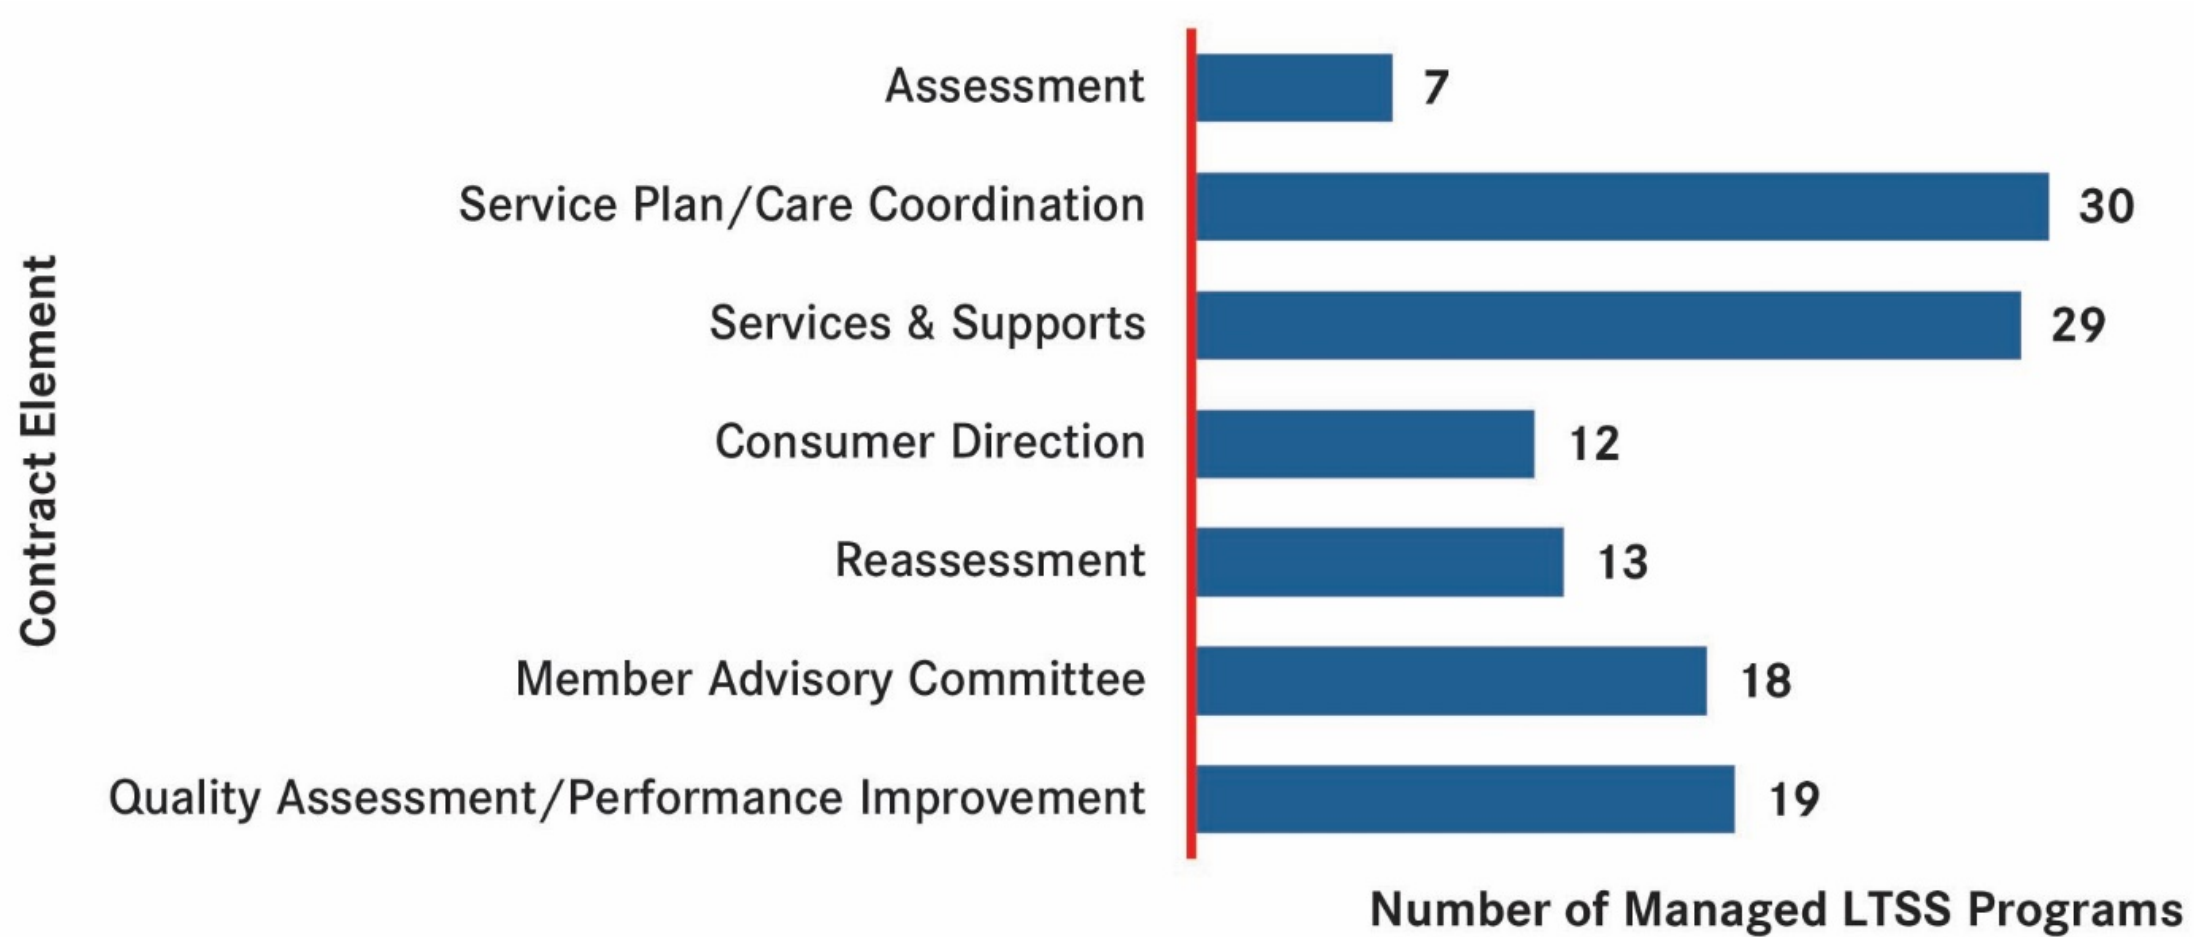 Contract Element
Assessment 7
Service Plan/Care Coordination 30
Services & Supports 29
Consumer Direction 12
Reassessment 13
Member Advisory Committee 18
Quality Assessment/Performance Improvement 19
Number of Managed LTSS Programs